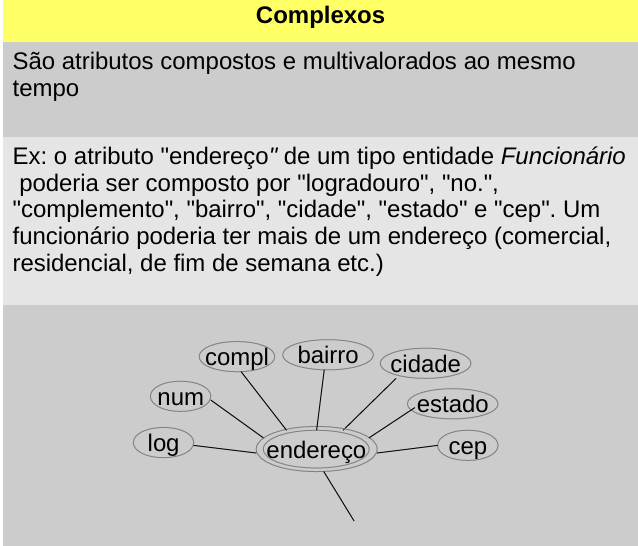 Complexos
São atributos compostos e multivalorados ao mesmo
tempo
Ex: o atributo "endereço" de um tipo entidade Funcionário
poderia ser composto por "logradouro", "no.",
"complemento", "bairro", "cidade", "estado" e "cep". Um
funcionário poderia ter mais de um endereço (comercial,
residencial, de fim de semana etc.)
compl
bairro
cidade
num
estado
log
endereço
cep